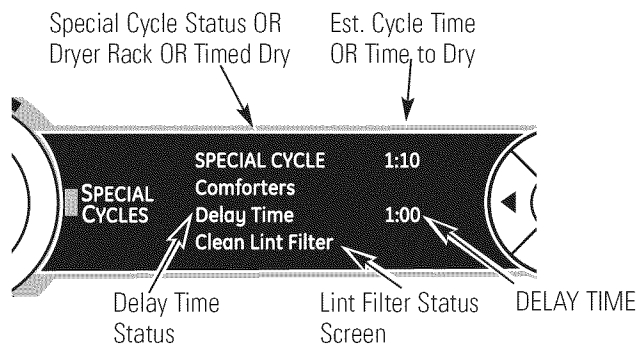 Special Cycle Status OR
Dryer Rack OR Timed Dry
Est. Cycle Time
OR Time to Dry
SPECIAL CYCLES
SPECIAL CYCLE 1:10
Comforters
Delay Time 1:00
Clean Lint Filter
Delay Time
Status
Lint Filter Status
Screen
DELAY TIME